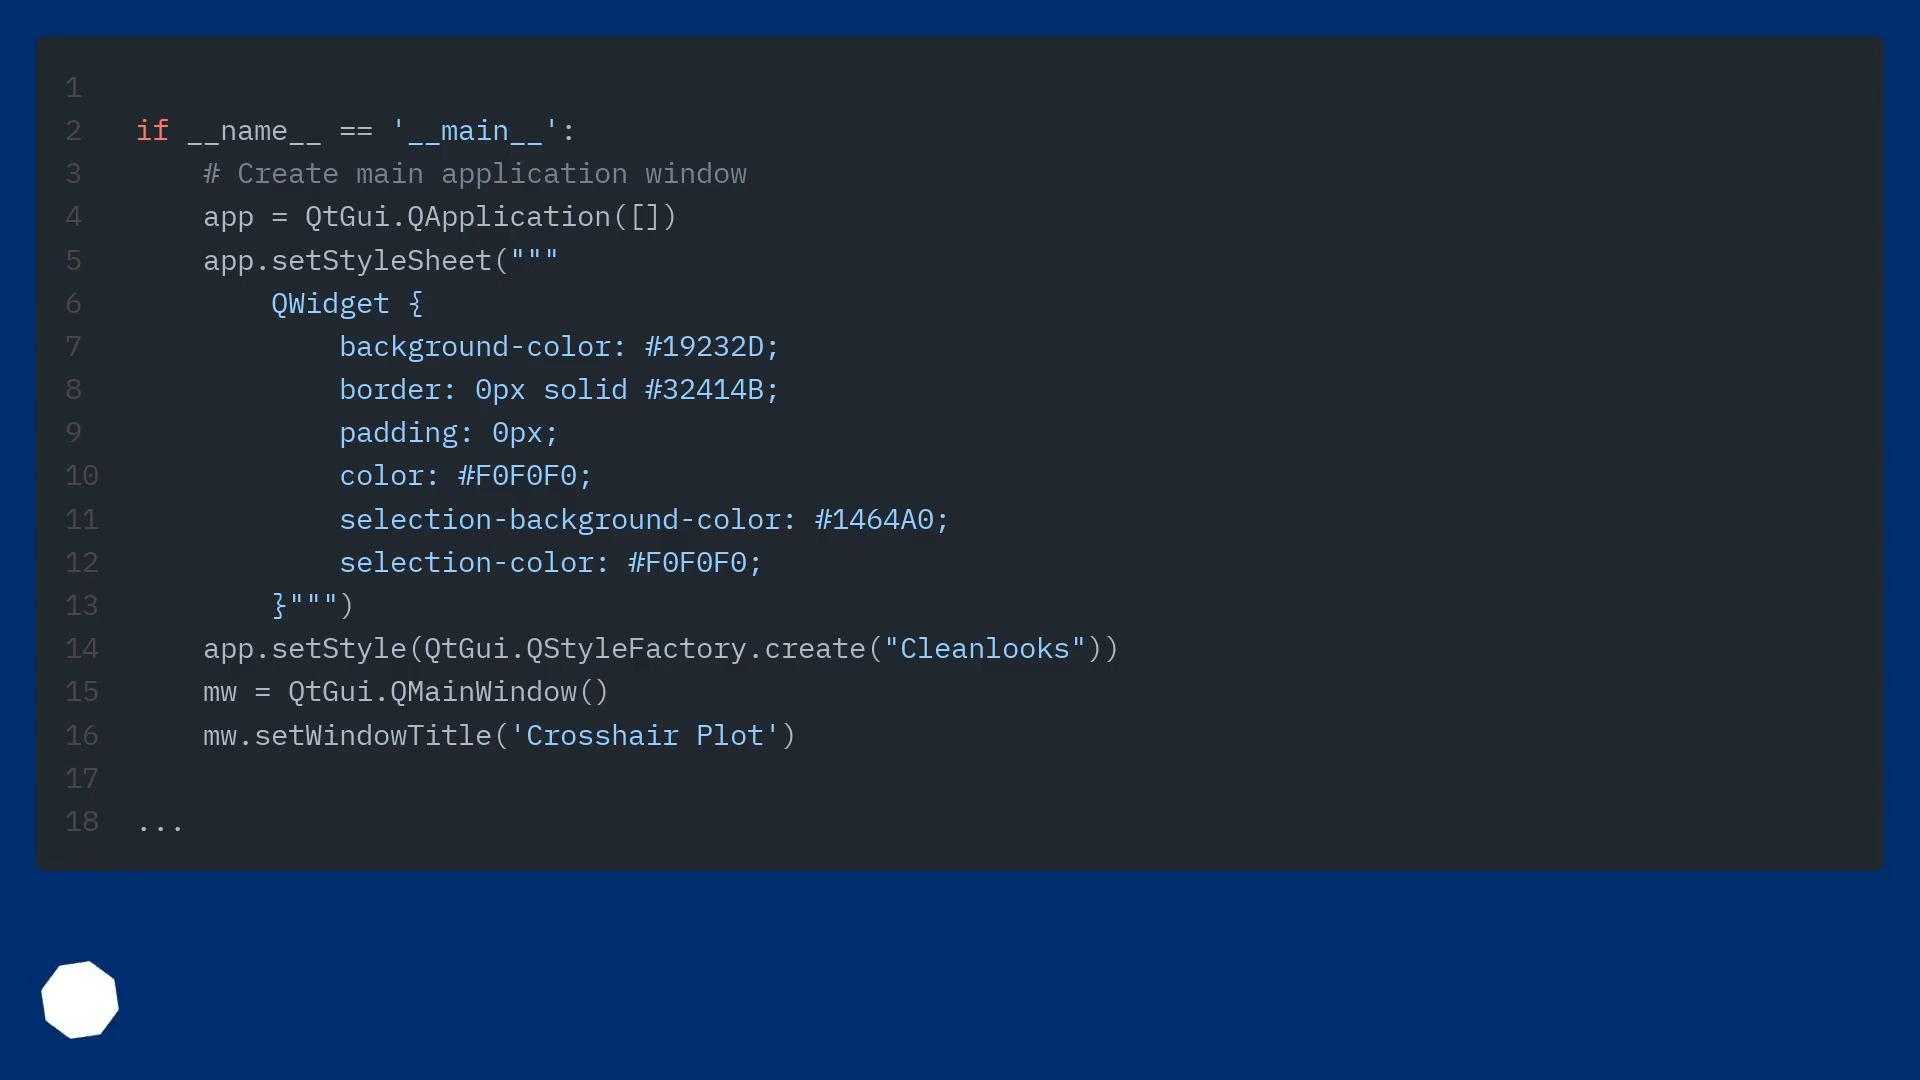 1
2 if __name__ == '__main__':
3     # Create main application window
4     app = QtGui.QApplication([])
5     app.setStyleSheet("""
6         QWidget {
7             background-color: #19232D;
8             border: 0px solid #32414B;
9             padding: 0px;
10             color: #F0F0F0;
11             selection-background-color: #1464A0;
12             selection-color: #F0F0F0;
13         }""")
14     app.setStyle(QtGui.QStyleFactory.create("Cleanlooks"))
15     mw = QtGui.QMainWindow()
16     mw.setWindowTitle('Crosshair Plot')
17
18 ...